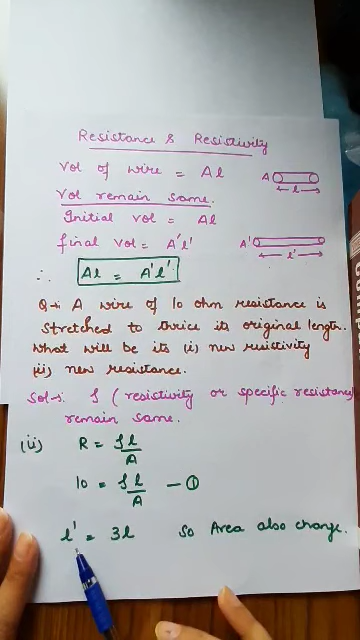 Resistance & Resistivity
Vol of wire = Al
A
l
Vol remain same.
Initial vol = Al
final vol = A'l'
A'
l'
∴ Al = A'l'
Q→ A wire of 10 ohm resistance is
stretched to thrice its original length.
What will be its (i) new resistivity
(ii) new resistance.
Sol→ ρ (resistivity or specific resistance)
remain same.
(ii) R = ρl/A
10 = ρl/A — ①
l' = 3l so Area also change.